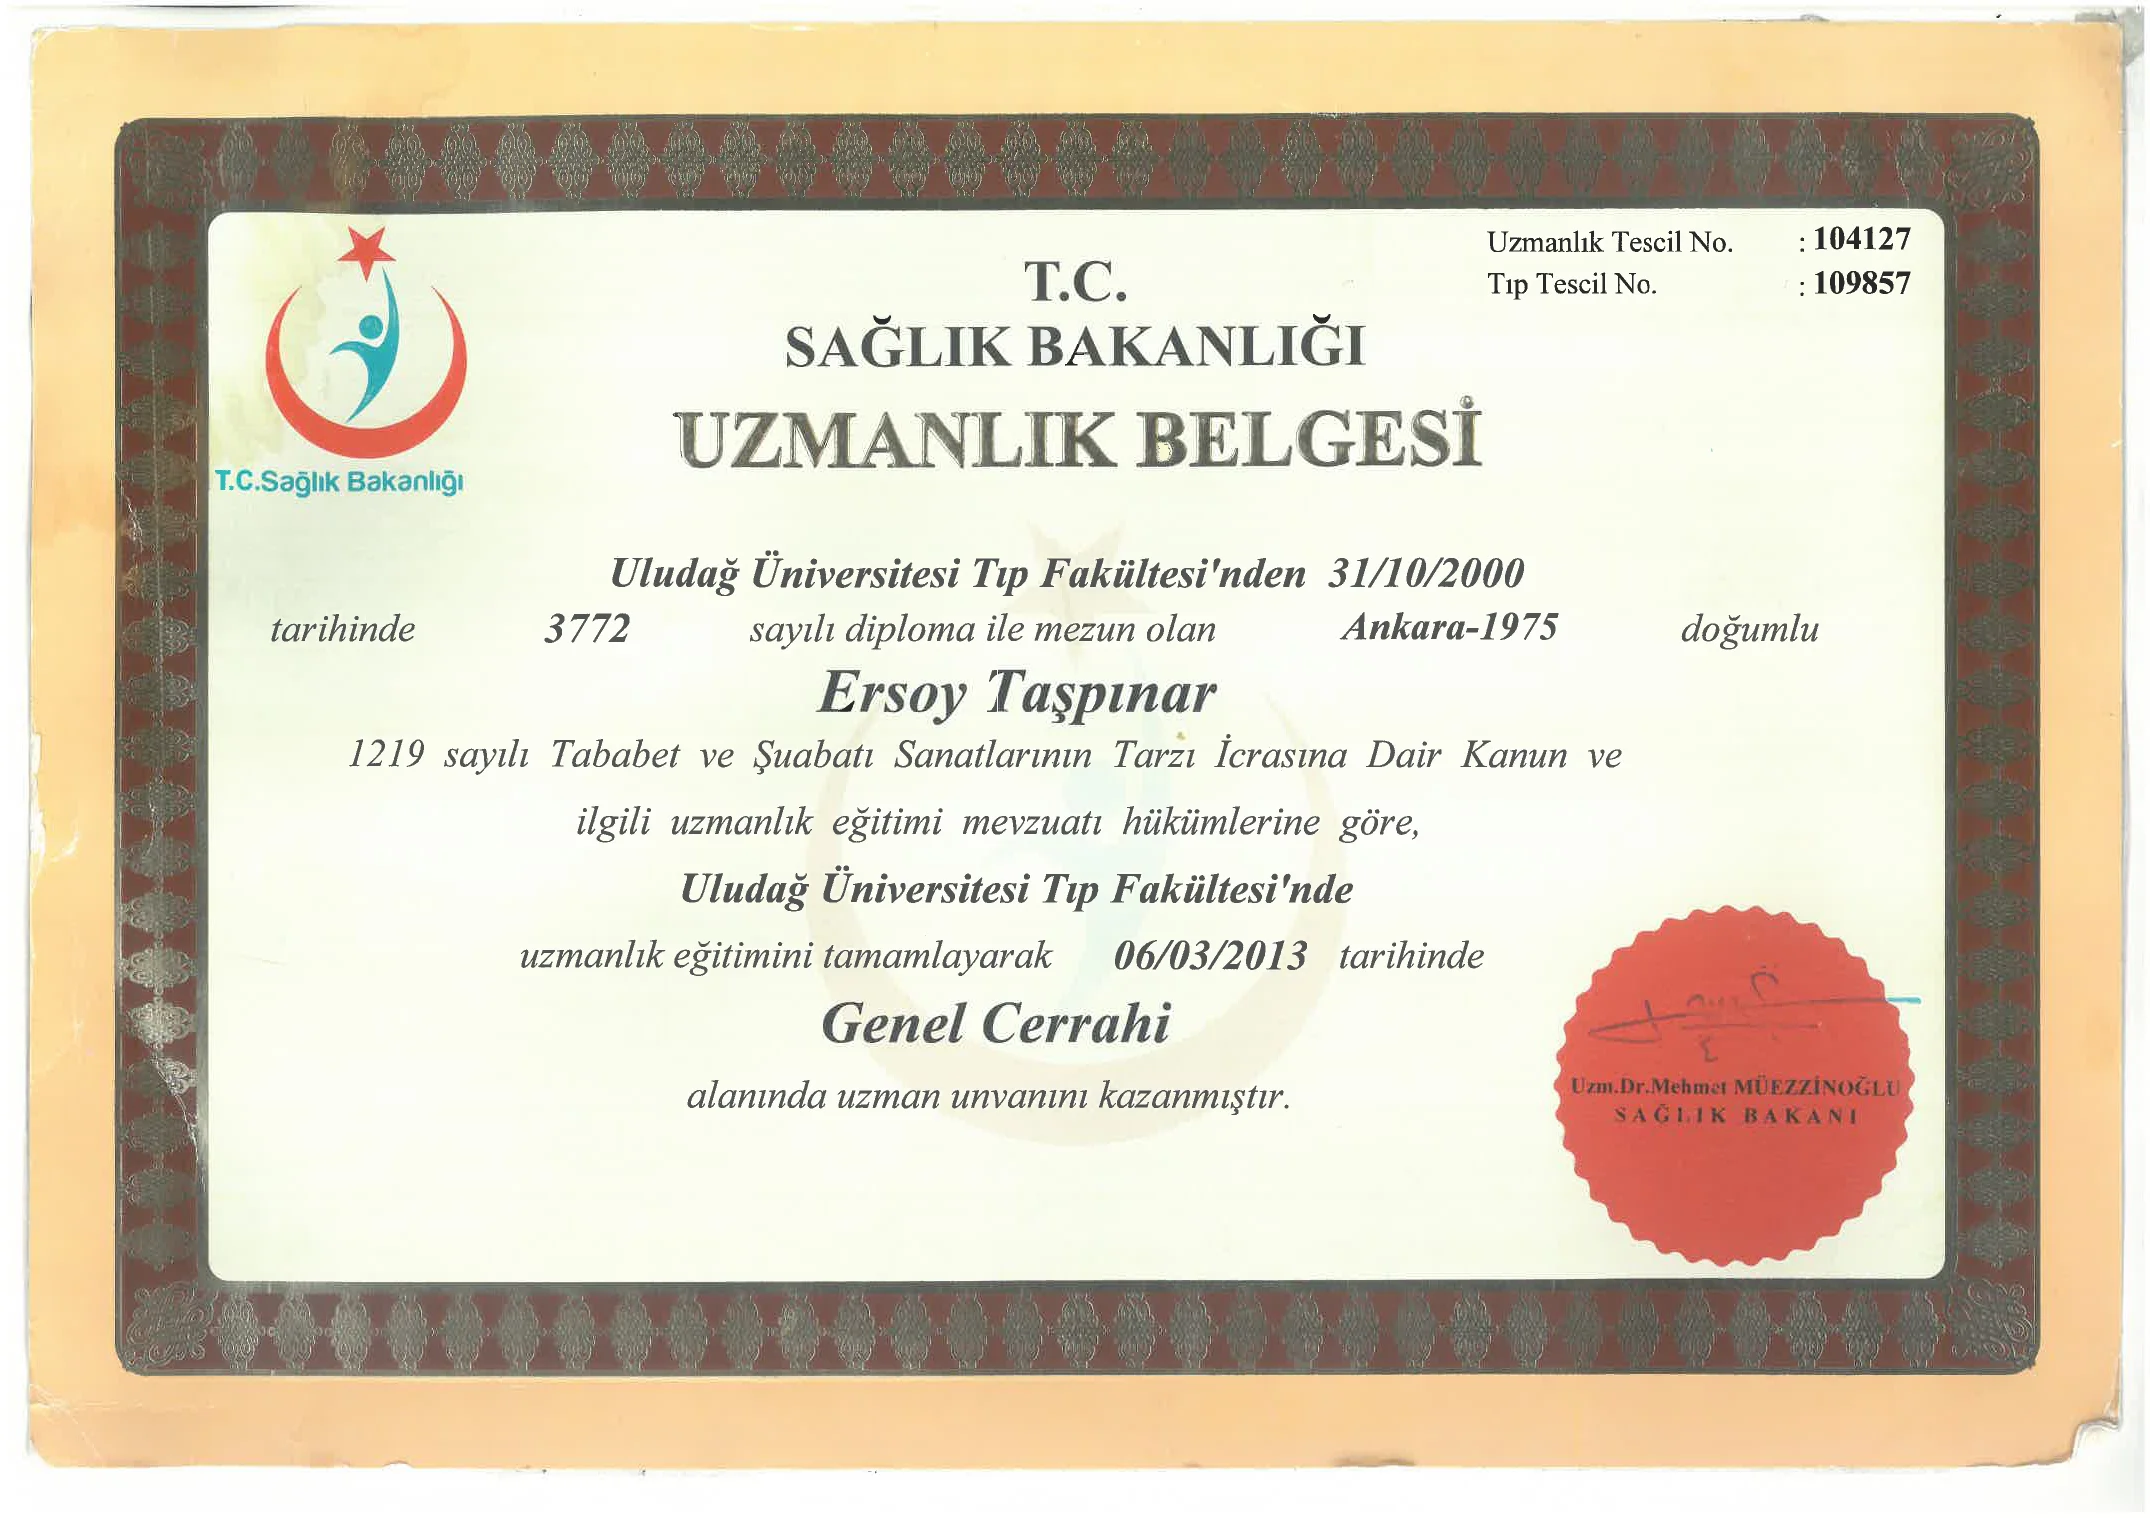 Uzmanlık Tescil No. : 104127
Tıp Tescil No. : 109857
T.C.
SAĞLIK BAKANLIĞI
UZMANLIK BELGESİ
T.C.Sağlık Bakanlığı
Uludağ Üniversitesi Tıp Fakültesi'nden 31/10/2000
tarihinde 3772 sayılı diploma ile mezun olan Ankara-1975 doğumlu
Ersoy Taşpınar
1219 sayılı Tababet ve Şuabatı Sanatlarının Tarzı İcrasına Dair Kanun ve
ilgili uzmanlık eğitimi mevzuatı hükümlerine göre,
Uludağ Üniversitesi Tıp Fakültesi'nde
uzmanlık eğitimini tamamlayarak 06/03/2013 tarihinde
Genel Cerrahi
alanında uzman unvanını kazanmıştır.
Uzm.Dr.Mehmet MÜEZZİNOĞLU
SAĞLIK BAKANI